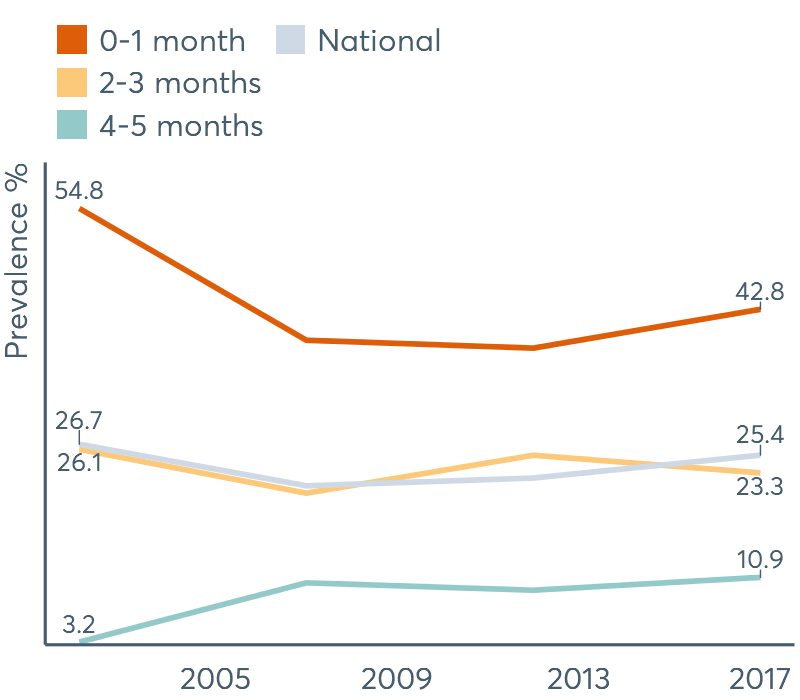 0-1 month National
2-3 months
4-5 months
Prevalence %
54.8
42.8
26.7
26.1
25.4
23.3
10.9
3.2
2005 2009 2013 2017